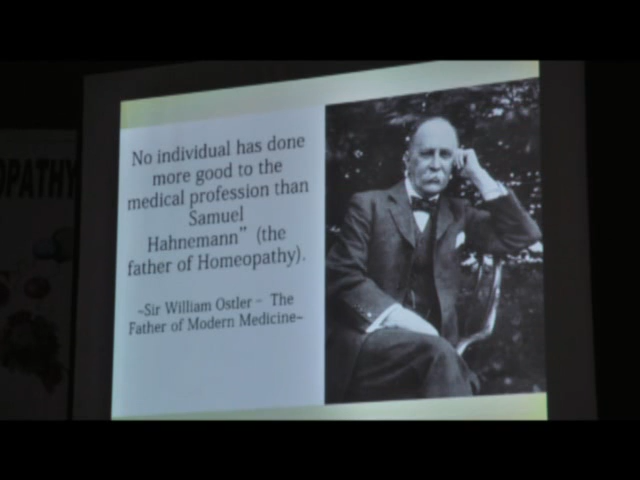 OPATHY
No individual has done
more good to the
medical profession than
Samuel
Hahnemann” (the
father of Homeopathy).
~Sir William Ostler – The
Father of Modern Medicine~